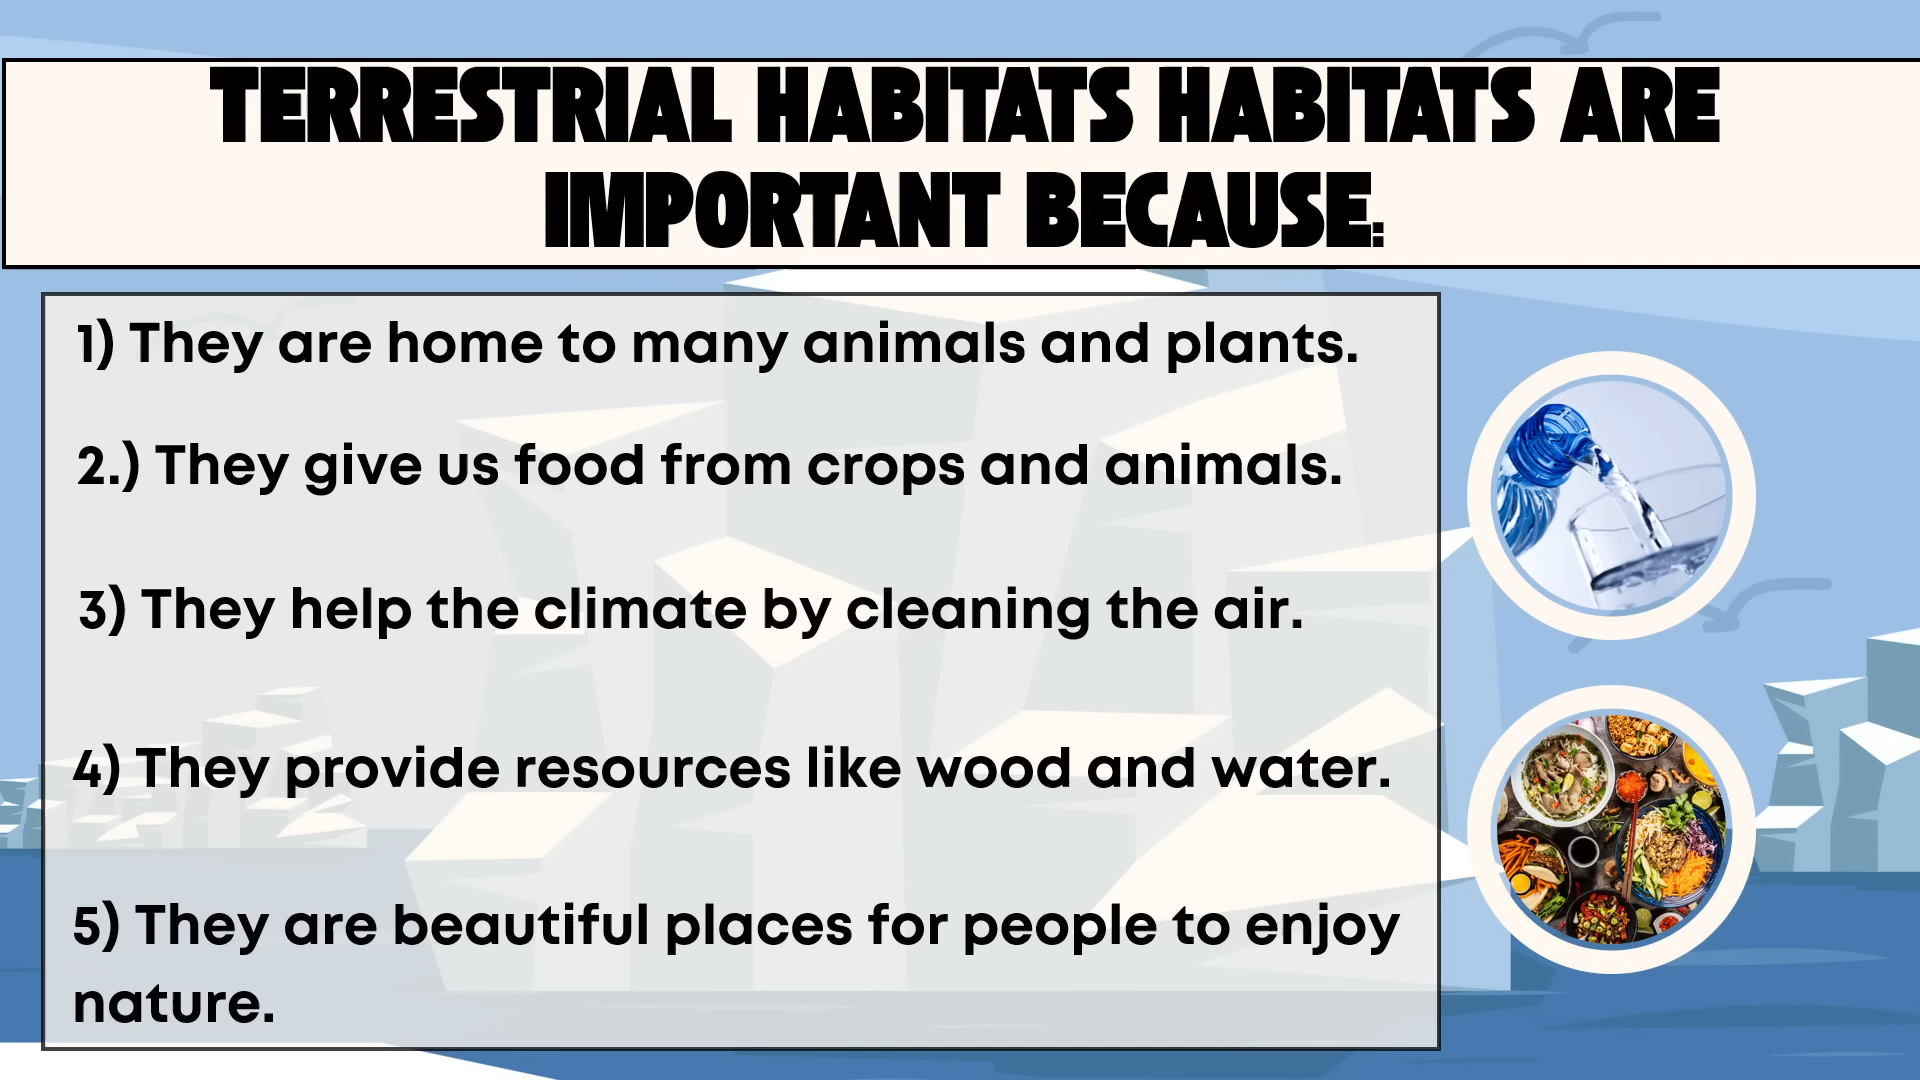 TERRESTRIAL HABITATS HABITATS ARE
IMPORTANT BECAUSE:
1) They are home to many animals and plants.
2.) They give us food from crops and animals.
3) They help the climate by cleaning the air.
4) They provide resources like wood and water.
5) They are beautiful places for people to enjoy
nature.